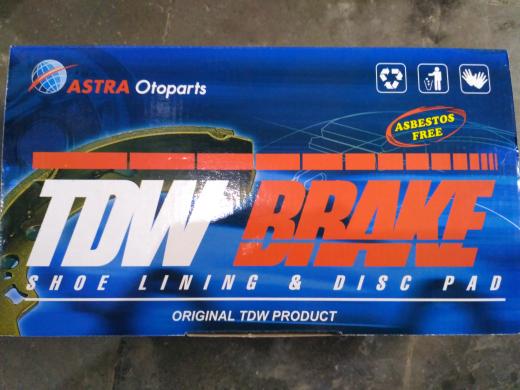 ASTRA Otoparts
ASBESTOS
FREE
TDW BRAKE
SHOE LINING & DISC PAD
ORIGINAL TDW PRODUCT